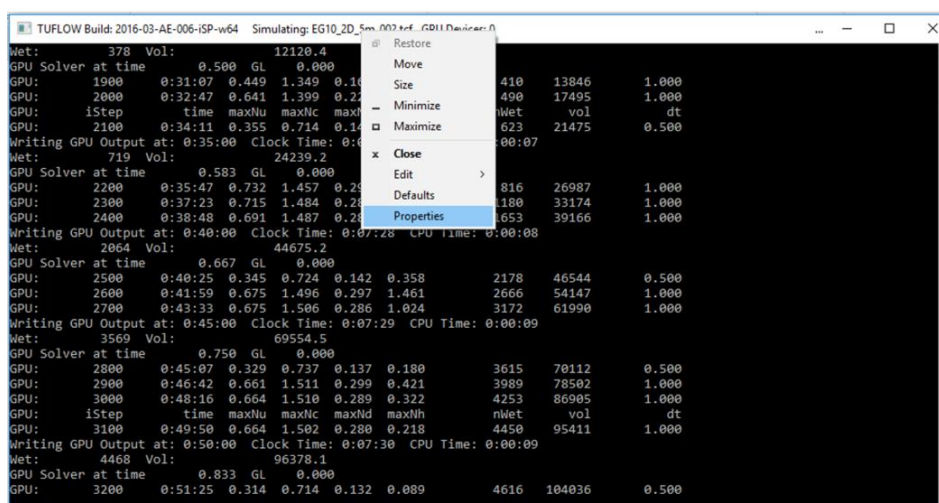 TUFLOW Build: 2016-03-AE-006-iSP-w64 Simulating: EG10_2D_5m_002.tcf GPU Devices: 0
Wet: 378 Vol: 12120.4
GPU Solver at time 0.500 GL 0.000
GPU: 1900 0:31:07 0.449 1.349 410 13846 1.000
GPU: 2000 0:32:47 0.641 1.399 490 17495 1.000
GPU: iStep time maxNu maxNc vol dt
GPU: 2100 0:34:11 0.355 0.714 623 21475 0.500
Writing GPU Output at: 0:35:00 Clock Time: :00:07
Wet: 719 Vol: 24239.2
GPU Solver at time 0.583 GL 0.000
GPU: 2200 0:35:47 0.732 1.457 816 26987 1.000
GPU: 2300 0:37:23 0.715 1.484 1180 33174 1.000
GPU: 2400 0:38:48 0.691 1.487 1653 39166 1.000
Restore
Move
Size
Minimize
Maximize
Close
Edit
Defaults
Properties
Writing GPU Output at: 0:40:00 Clock Time: 0:07:28 CPU Time: 0:00:08
Wet: 2064 Vol: 44675.2
GPU Solver at time 0.667 GL 0.000
GPU: 2500 0:40:25 0.345 0.724 0.142 0.358 2178 46544 0.500
GPU: 2600 0:41:59 0.675 1.496 0.297 1.461 2666 54147 1.000
GPU: 2700 0:43:33 0.675 1.506 0.286 1.024 3172 61990 1.000
Writing GPU Output at: 0:45:00 Clock Time: 0:07:29 CPU Time: 0:00:09
Wet: 3569 Vol: 69554.5
GPU Solver at time 0.750 GL 0.000
GPU: 2800 0:45:07 0.329 0.737 0.137 0.180 3615 70112 0.500
GPU: 2900 0:46:42 0.661 1.511 0.299 0.421 3989 78502 1.000
GPU: 3000 0:48:16 0.664 1.510 0.289 0.322 4253 86905 1.000
GPU: iStep time maxNu maxNc maxNd maxNh nWet vol dt
GPU: 3100 0:49:50 0.664 1.502 0.280 0.218 4450 95411 1.000
Writing GPU Output at: 0:50:00 Clock Time: 0:07:30 CPU Time: 0:00:09
Wet: 4468 Vol: 96378.1
GPU Solver at time 0.833 GL 0.000
GPU: 3200 0:51:25 0.314 0.714 0.132 0.089 4616 104036 0.500